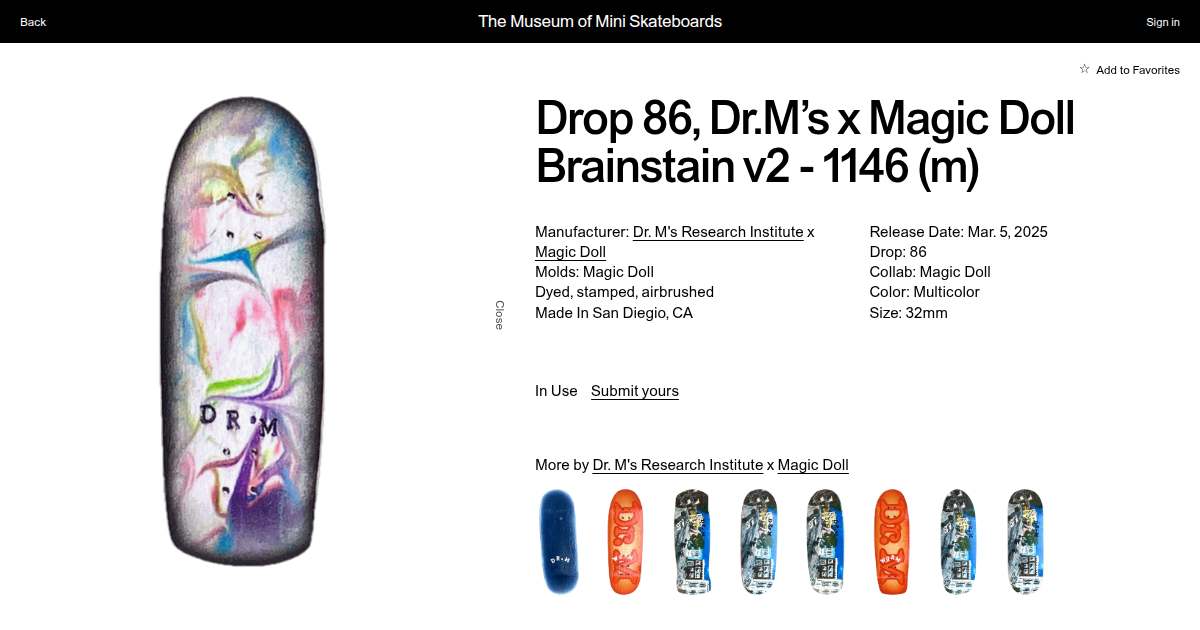 Back
The Museum of Mini Skateboards
Sign in
☆ Add to Favorites
Drop 86, Dr.M’s x Magic Doll
Brainstain v2 - 1146 (m)
Manufacturer: Dr. M's Research Institute x
Magic Doll
Molds: Magic Doll
Dyed, stamped, airbrushed
Made In San Diegio, CA
Release Date: Mar. 5, 2025
Drop: 86
Collab: Magic Doll
Color: Multicolor
Size: 32mm
Close
DR•M
In Use Submit yours
More by Dr. M's Research Institute x Magic Doll
DR•M